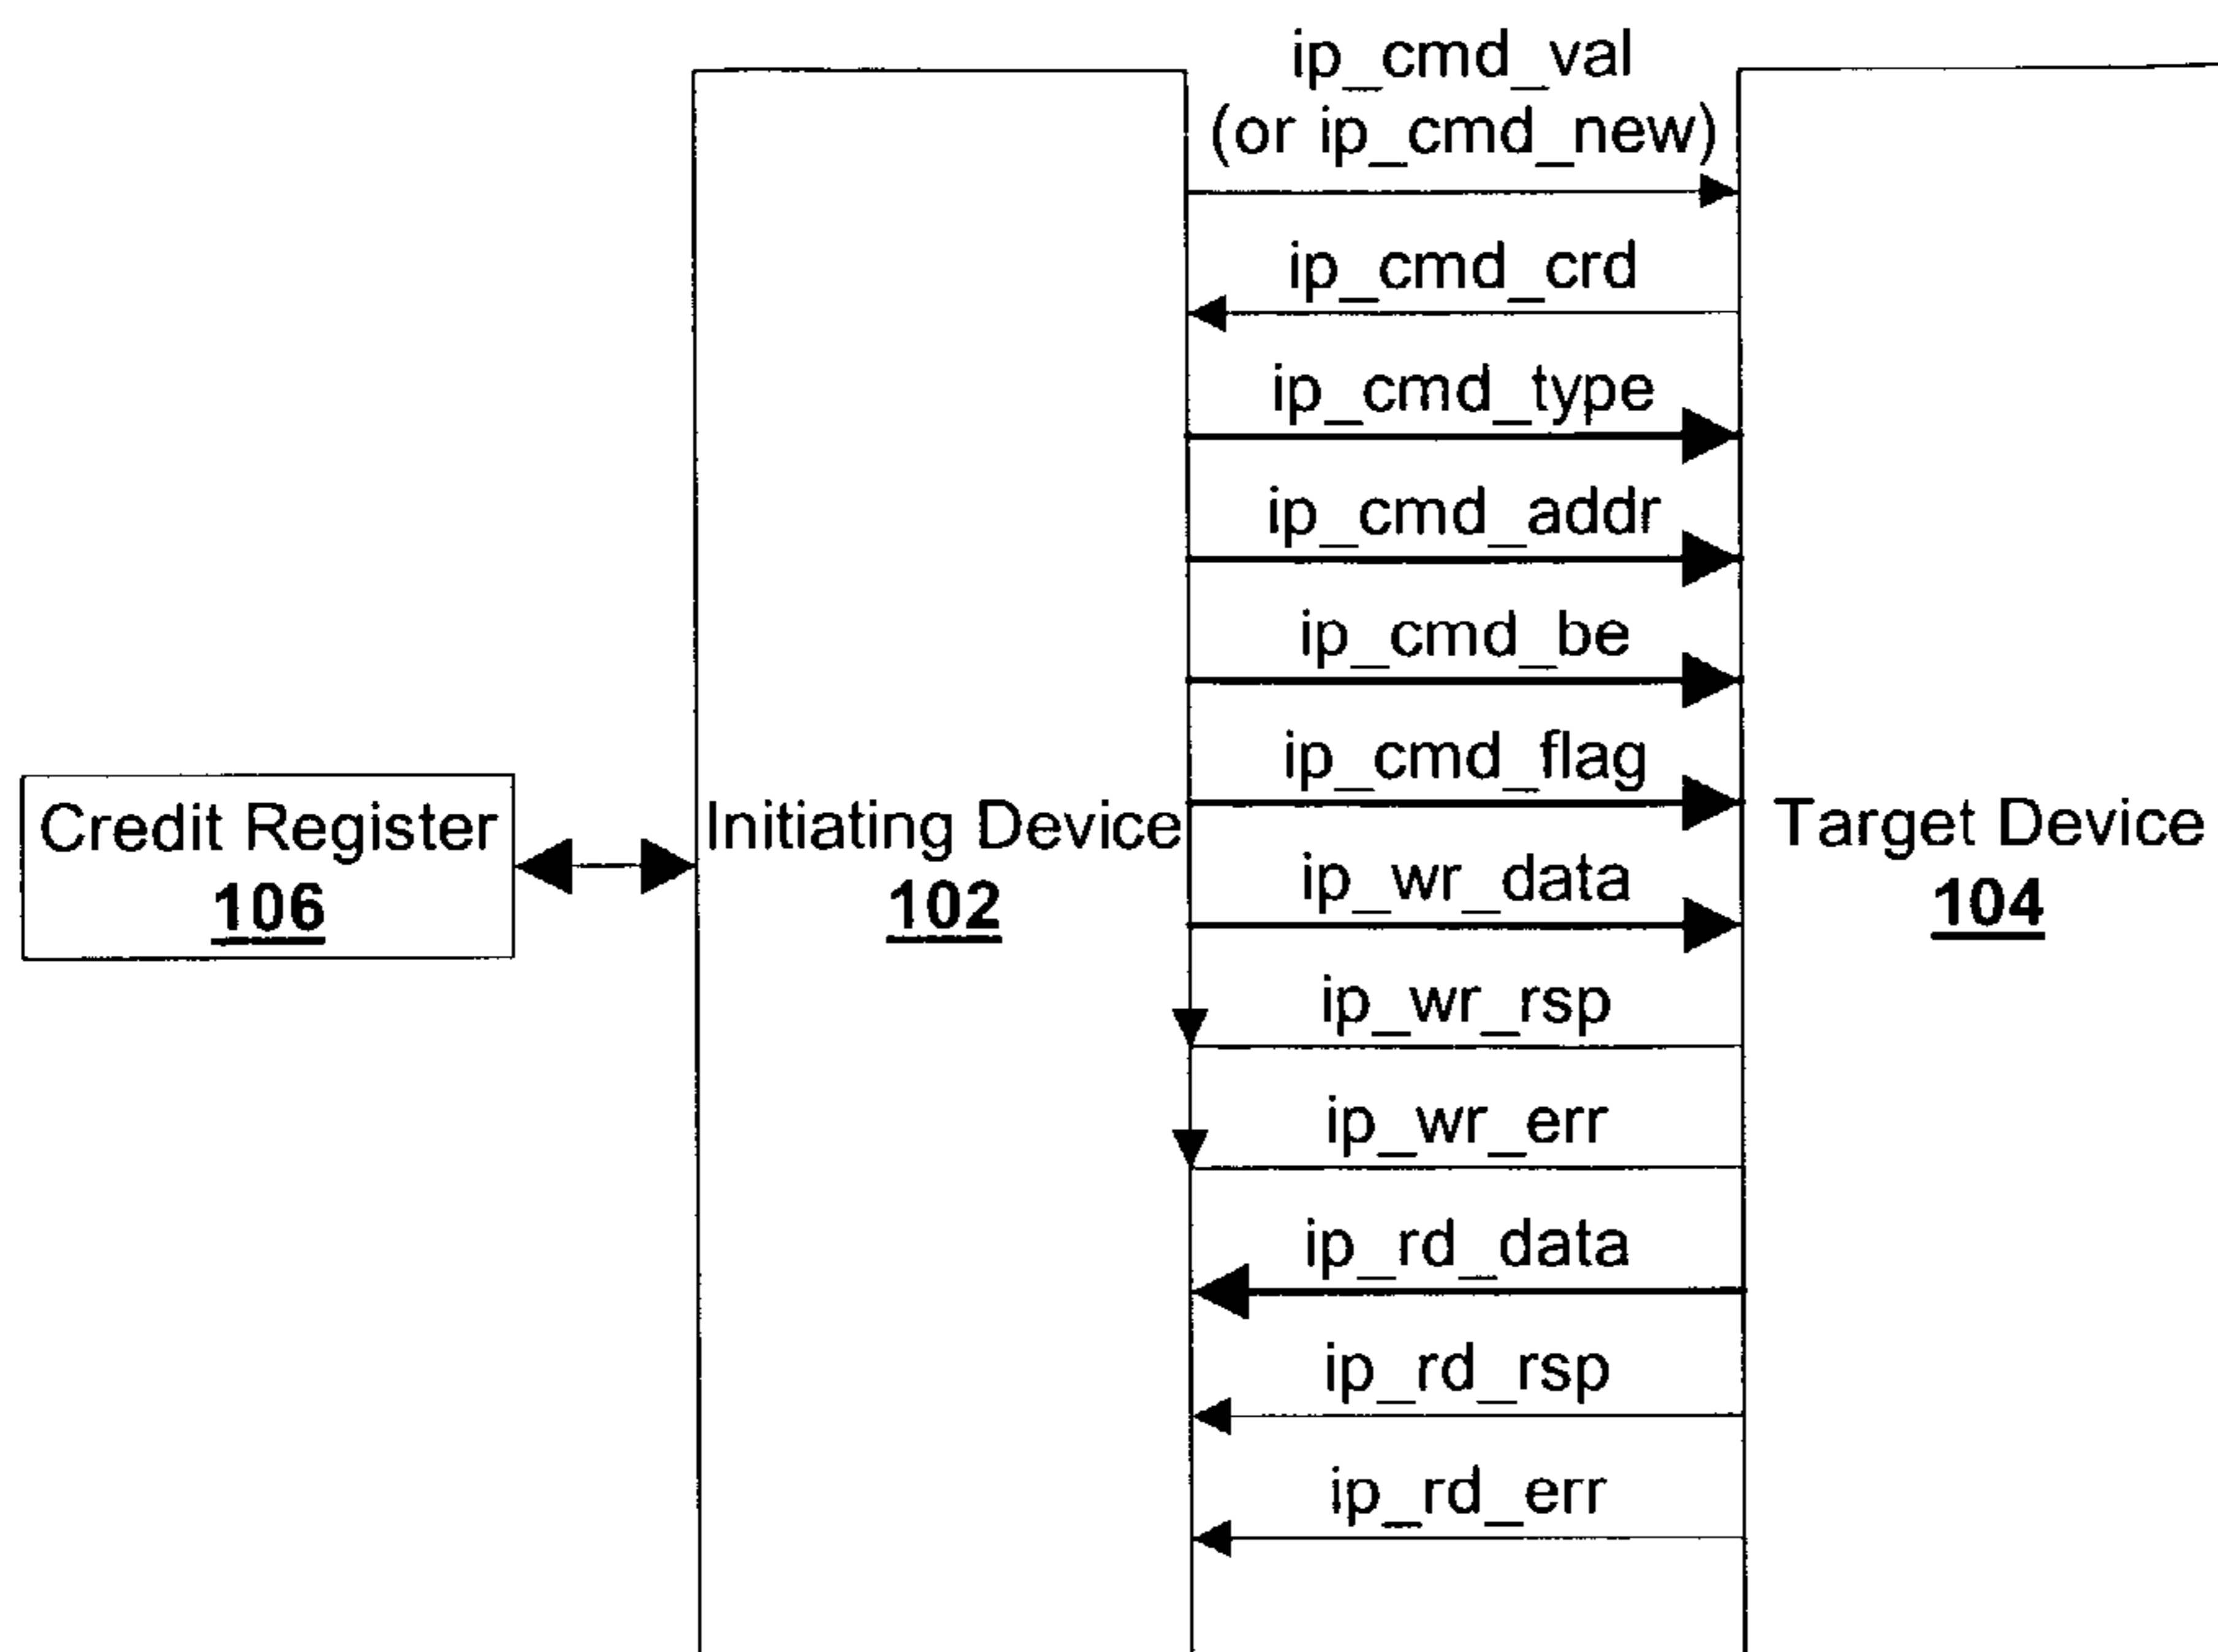 ip_cmd_val
(or ip_cmd_new)
ip_cmd_crd
ip_cmd_type
ip_cmd_addr
ip_cmd_be
ip_cmd_flag
Credit Register
106
Initiating Device
102
ip_wr_data
Target Device
104
ip_wr_rsp
ip_wr_err
ip_rd_data
ip_rd_rsp
ip_rd_err